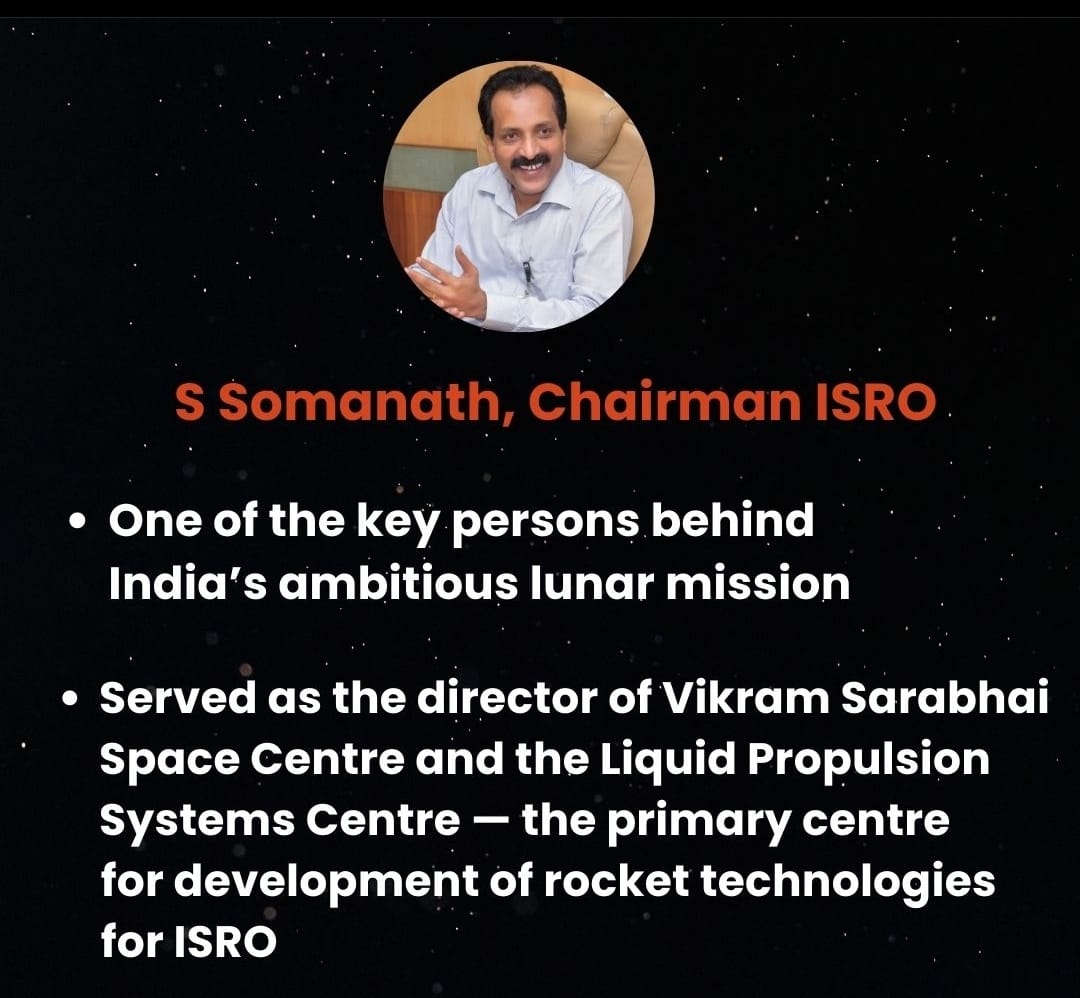 S Somanath, Chairman ISRO
• One of the key persons behind
India’s ambitious lunar mission
• Served as the director of Vikram Sarabhai
Space Centre and the Liquid Propulsion
Systems Centre — the primary centre
for development of rocket technologies
for ISRO